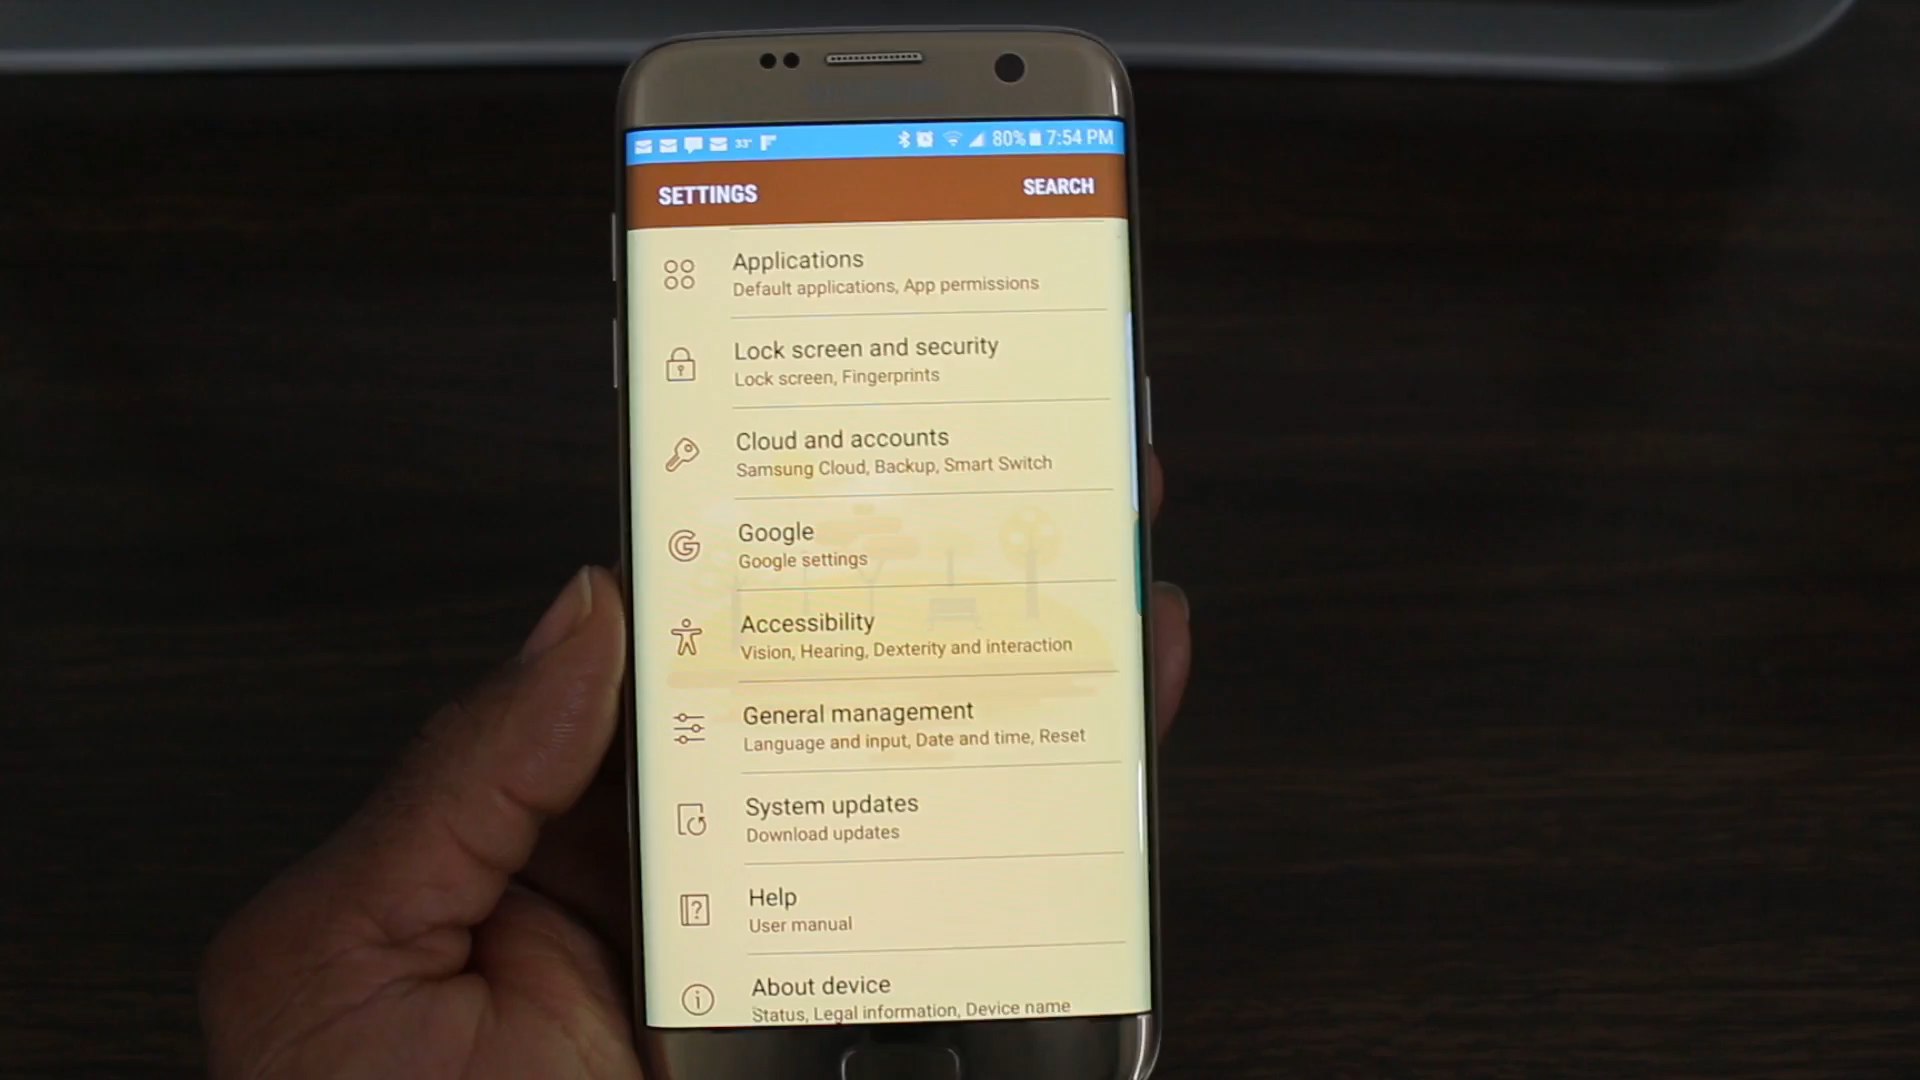 33° 80% 7:54 PM
SETTINGS SEARCH
Applications
Default applications, App permissions
Lock screen and security
Lock screen, Fingerprints
Cloud and accounts
Samsung Cloud, Backup, Smart Switch
Google
Google settings
Accessibility
Vision, Hearing, Dexterity and interaction
General management
Language and input, Date and time, Reset
System updates
Download updates
Help
User manual
About device
Status, Legal information, Device name